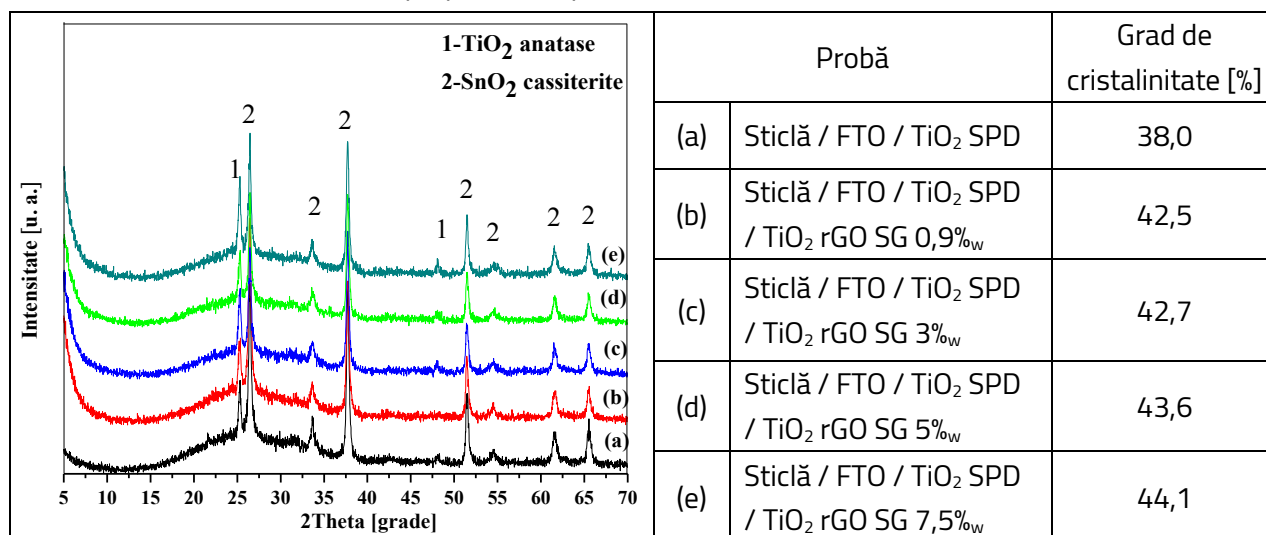 1-TiO2 anatase
2-SnO2 cassiterite
2
2
1
2
2
2
2
1
2
(e)
(d)
(c)
(b)
(a)
Intensitate [u. a.]
5 10 15 20 25 30 35 40 45 50 55 60 65 70
2Theta [grade]
Probă
Grad de
cristalinitate [%]
(a) Sticlă / FTO / TiO2 SPD 38,0
(b) Sticlă / FTO / TiO2 SPD
/ TiO2 rGO SG 0,9‰w
42,5
(c) Sticlă / FTO / TiO2 SPD
/ TiO2 rGO SG 3‰w
42,7
(d) Sticlă / FTO / TiO2 SPD
/ TiO2 rGO SG 5‰w
43,6
(e) Sticlă / FTO / TiO2 SPD
/ TiO2 rGO SG 7,5‰w
44,1